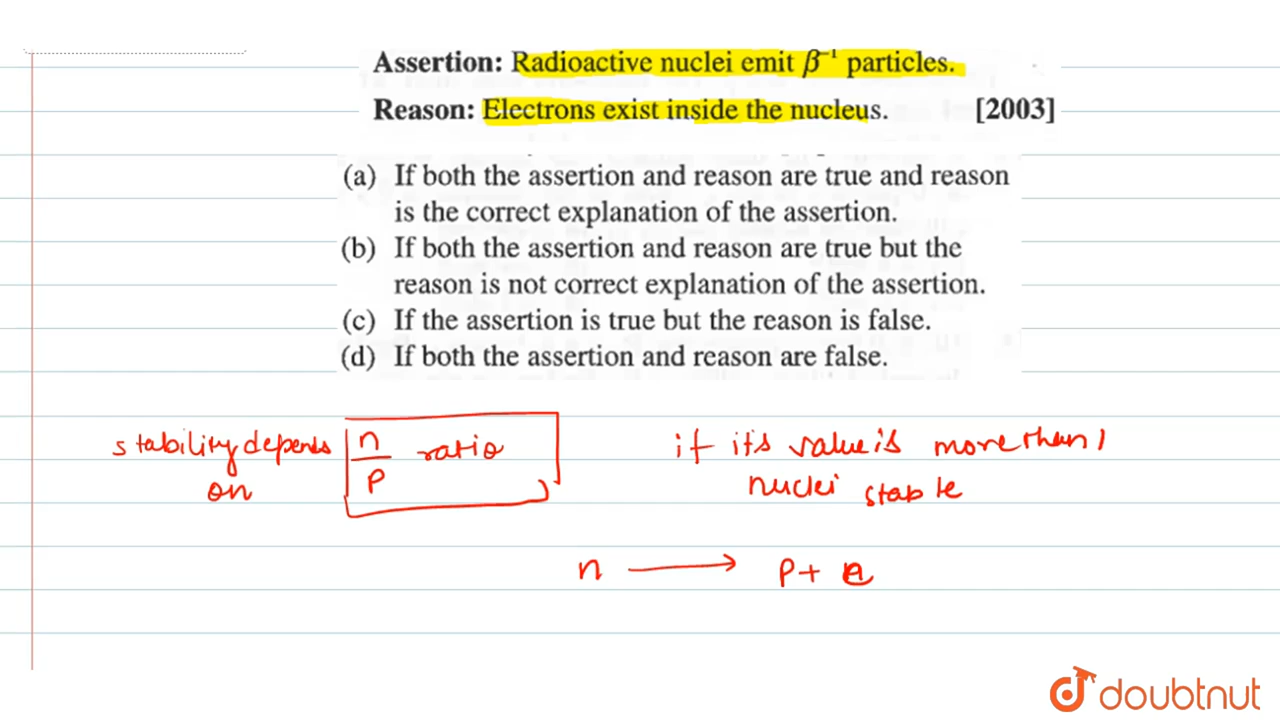 Assertion: Radioactive nuclei emit β⁻¹ particles.
Reason: Electrons exist inside the nucleus. [2003]
(a) If both the assertion and reason are true and reason
is the correct explanation of the assertion.
(b) If both the assertion and reason are true but the
reason is not correct explanation of the assertion.
(c) If the assertion is true but the reason is false.
(d) If both the assertion and reason are false.
stability depends on n/p ratio
if it's value is more than 1
nuclei stable
n → p + e
doubtnut